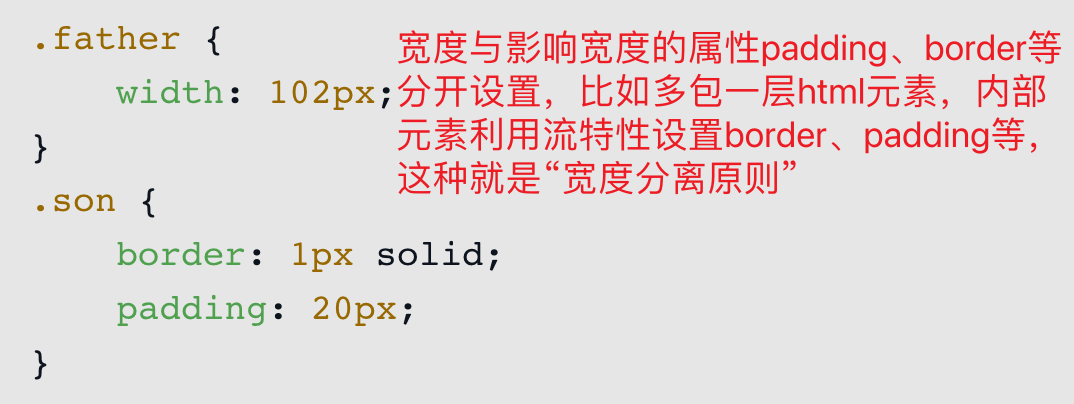 .father {
宽度与影响宽度的属性padding、border等
width: 102px;
分开设置，比如多包一层html元素，内部
}
元素利用流特性设置border、padding等，
这种就是“宽度分离原则”
.son {
border: 1px solid;
padding: 20px;
}